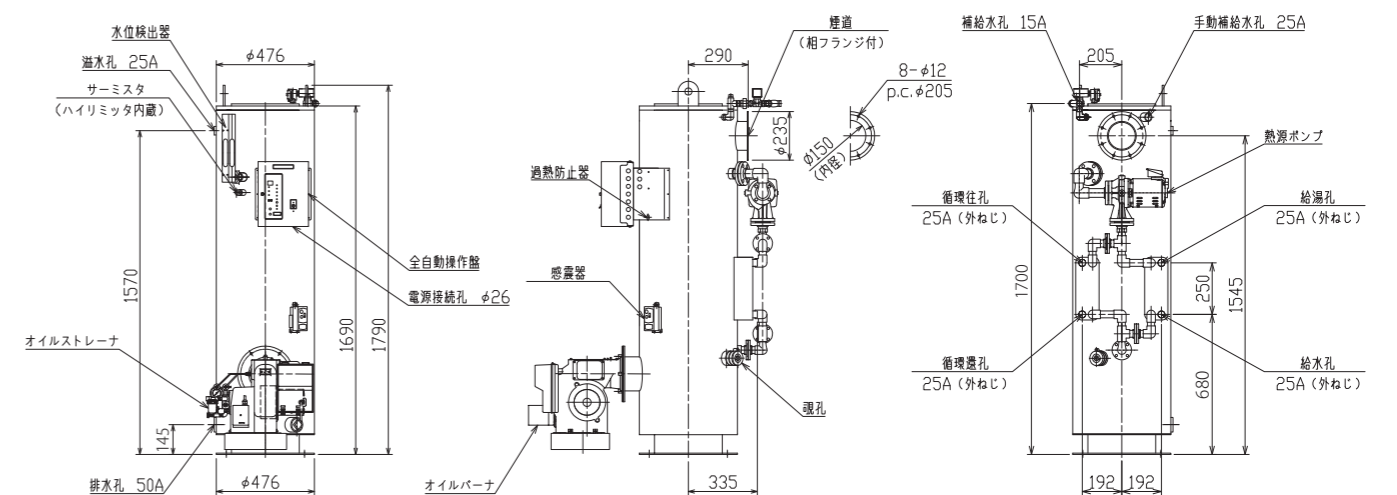 水位検出器
溢水孔 25A
サーミスタ
(ハイリミッタ内蔵)
φ476
1570
1690
1790
全自動操作盤
電源接続孔 φ26
オイルストレーナ
145
排水孔 50A
φ476
290
煙道
(相フランジ付)
8-φ12
p.c.φ205
φ235
φ150
(内径)
過熱防止器
感震器
覗孔
オイルバーナ
335
補給水孔 15A
手動補給水孔 25A
205
熱源ポンプ
循環往孔
25A (外ねじ)
給湯孔
25A (外ねじ)
1700
250
1545
循環還孔
25A (外ねじ)
給水孔
25A (外ねじ)
680
192
192